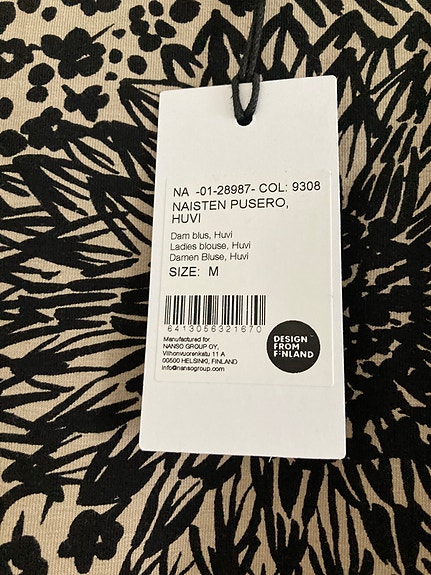 NA -01-28987- COL: 9308
NAISTEN PUSERO,
HUVI
Dam blus, Huvi
Ladies blouse, Huvi
Damen Bluse, Huvi
SIZE: M
6413056321670
Manufactured for
NANSO GROUP OY,
Vilhonvuorenkatu 11 A
00500 HELSINKI, FINLAND
info@nansogroup.com
DESIGN
FROM
FINLAND